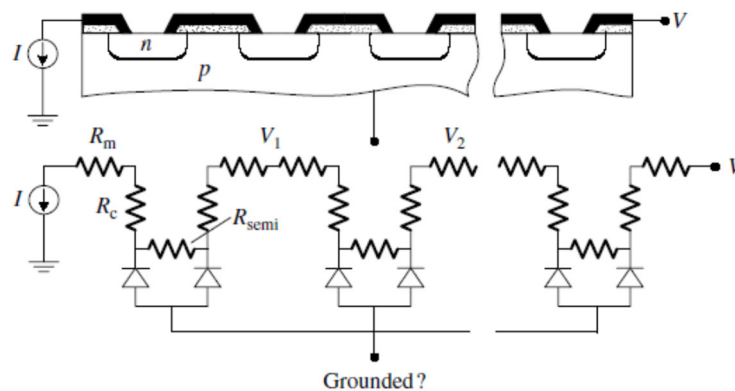 V
I
n
p
R_m
V_1
V_2
V
I
R_c
R_semi
Grounded ?